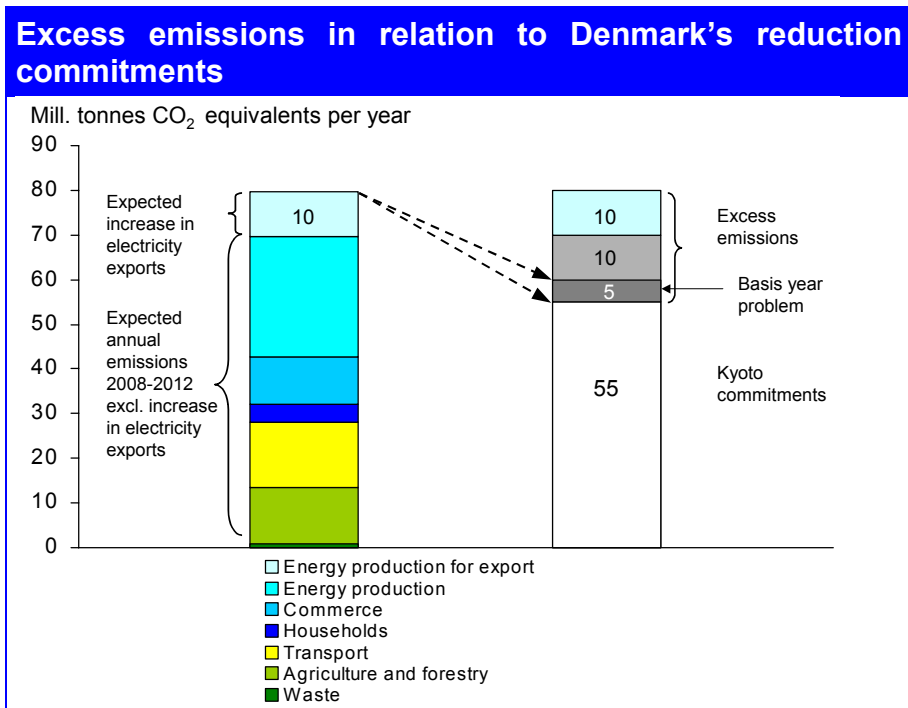 Excess emissions in relation to Denmark's reduction
commitments
Mill. tonnes CO₂ equivalents per year
90
80
70
60
50
40
30
20
10
0
Expected
increase in
electricity
exports
Expected
annual
emissions
2008-2012
excl. increase
in electricity
exports
10
10
10
5
55
Excess
emissions
Basis year
problem
Kyoto
commitments
Energy production for export
Energy production
Commerce
Households
Transport
Agriculture and forestry
Waste